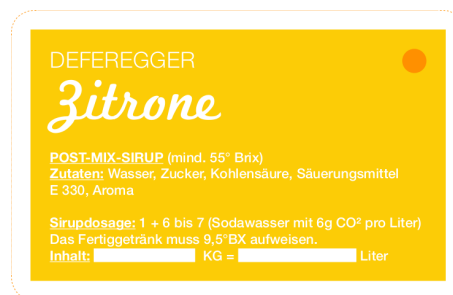 DEFEREGGER
Zitrone
POST-MIX-SIRUP (mind. 55° Brix)
Zutaten: Wasser, Zucker, Kohlensäure, Säuerungsmittel
E 330, Aroma
Sirupdosage: 1 + 6 bis 7 (Sodawasser mit 6g CO² pro Liter)
Das Fertiggetränk muss 9,5°BX aufweisen.
Inhalt: KG = Liter